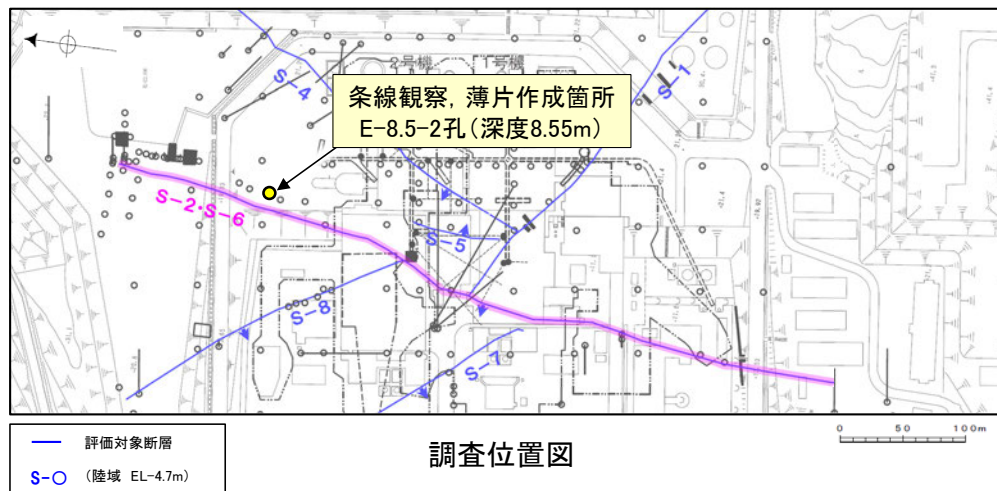 2号機
1号機
S-4
S-1
条線観察，薄片作成箇所
E-8.5-2孔(深度8.55m)
S-2・S-6
S-5
S-8
S-7
評価対象断層
S-○ (陸域 EL-4.7m)
調査位置図
0 50 100m